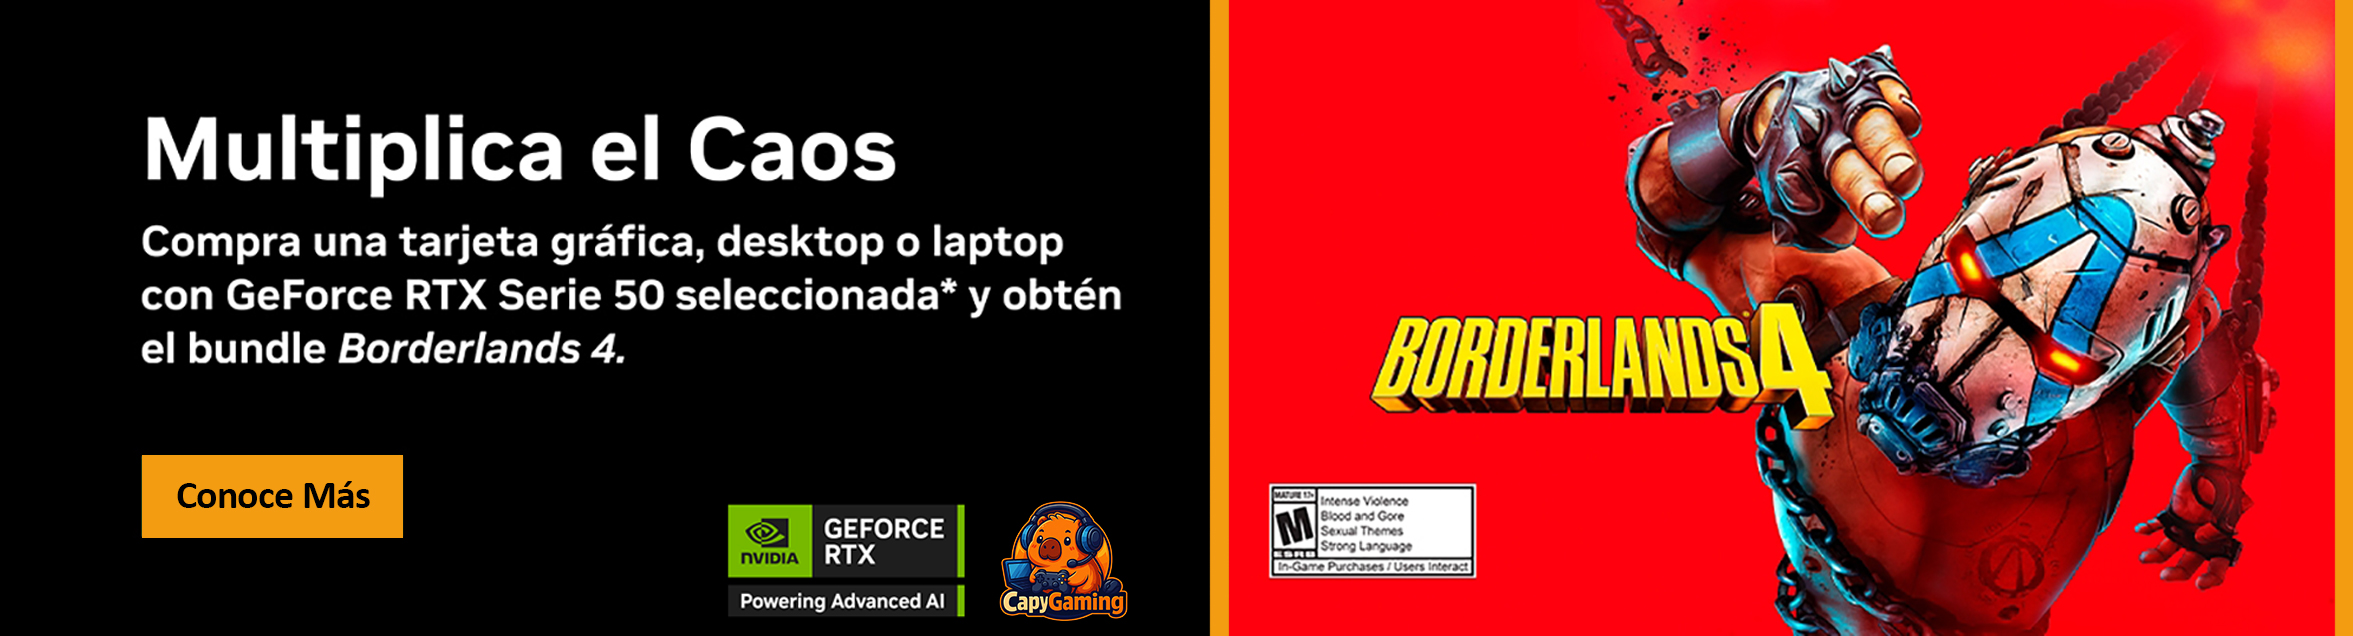 Multiplica el Caos
Compra una tarjeta gráfica, desktop o laptop
con GeForce RTX Serie 50 seleccionada* y obtén
el bundle Borderlands 4.
Conoce Más
NVIDIA
GEFORCE
RTX
Powering Advanced AI
CapyGaming
BORDERLANDS 4
MATURE 17+
M
ESRB
Intense Violence
Blood and Gore
Sexual Themes
Strong Language
In-Game Purchases / Users Interact